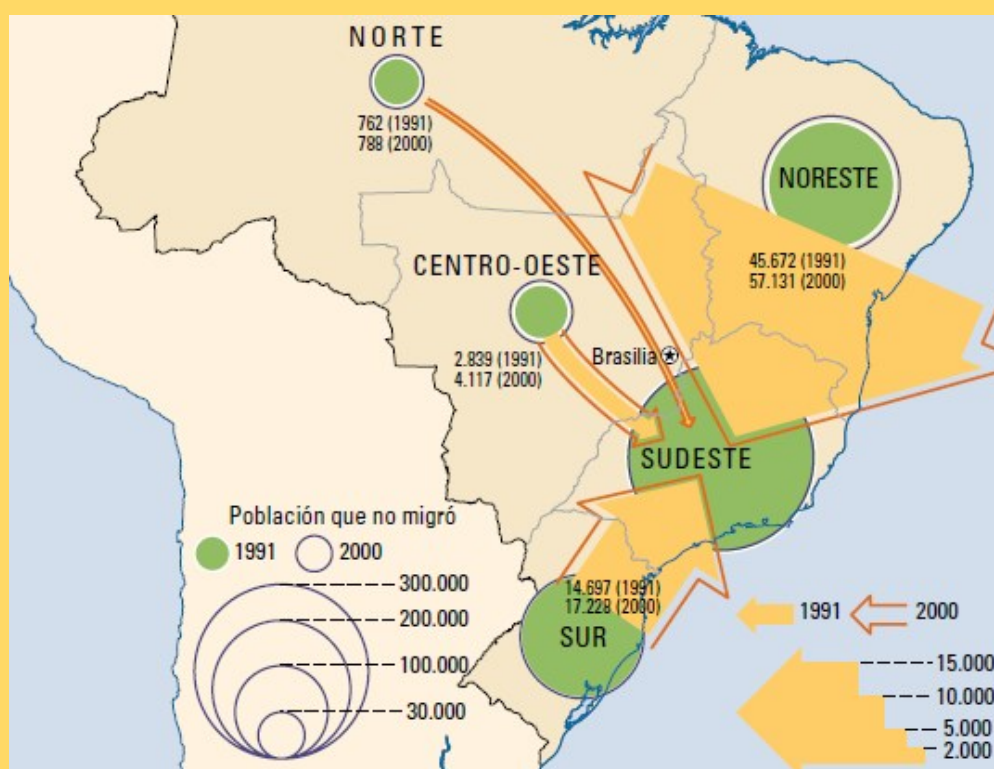 NORTE
762 (1991)
788 (2000)
NORESTE
45.672 (1991)
57.131 (2000)
CENTRO-OESTE
2.839 (1991)
4.117 (2000)
Brasilia
SUDESTE
14.697 (1991)
17.228 (2000)
SUR
Población que no migró
1991 2000
300.000
200.000
100.000
30.000
1991 2000
15.000
10.000
5.000
2.000